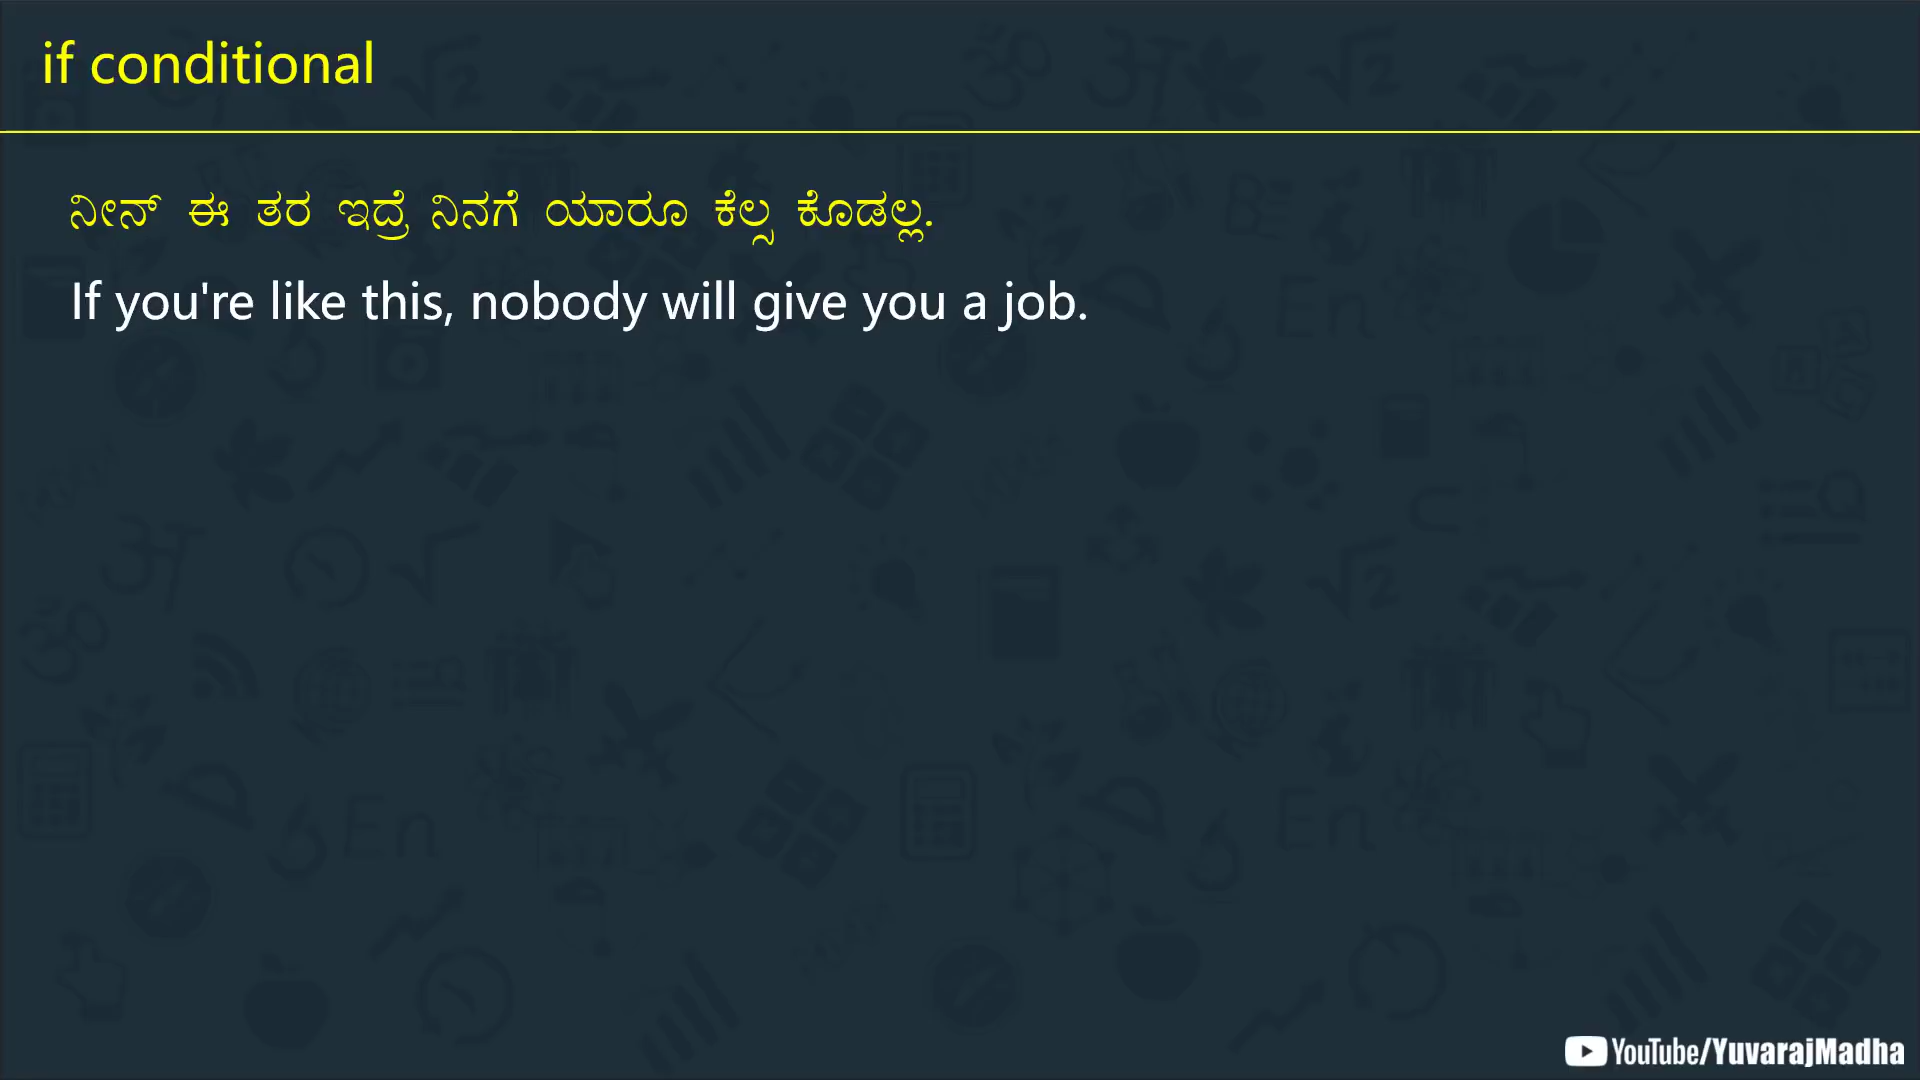 if conditional
ನೀನ್ ಈ ತರ ಇದ್ರೆ ನಿನಗೆ ಯಾರೂ ಕೆಲ್ಸ ಕೊಡಲ್ಲ.
If you're like this, nobody will give you a job.
YouTube/YuvarajMadha